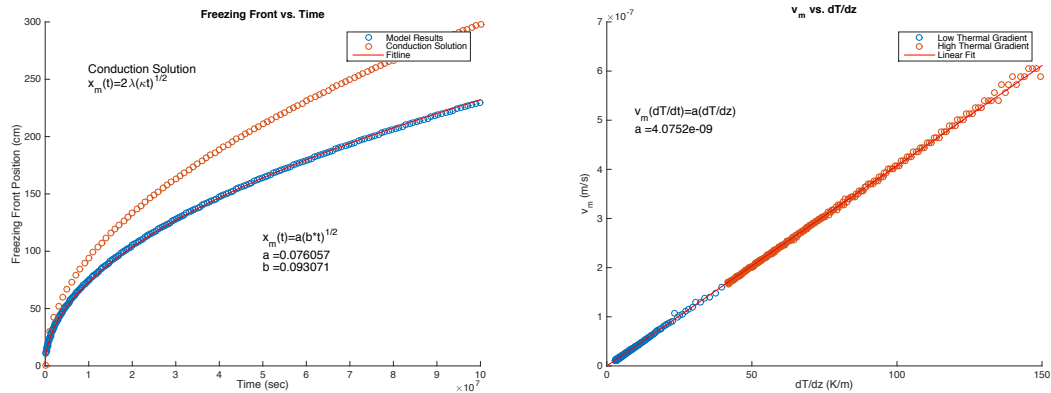 Freezing Front vs. Time
350
300
250
200
150
100
50
0
Freezing Front Position (cm)
Model Results
Conduction Solution
Fitline
Conduction Solution
x_m(t)=2λ(κt)^1/2
x_m(t)=a(b*t)^1/2
a = 0.076057
b = 0.093071
0 1 2 3 4 5 6 7 8 9 10
Time (sec)
×10^7
v_m vs. dT/dz
7 ×10^-7
6
5
4
3
2
1
0
v_m (m/s)
Low Thermal Gradient
High Thermal Gradient
Linear Fit
v_m(dT/dt)=a(dT/dz)
a =4.0752e-09
0 50 100 150
dT/dz (K/m)